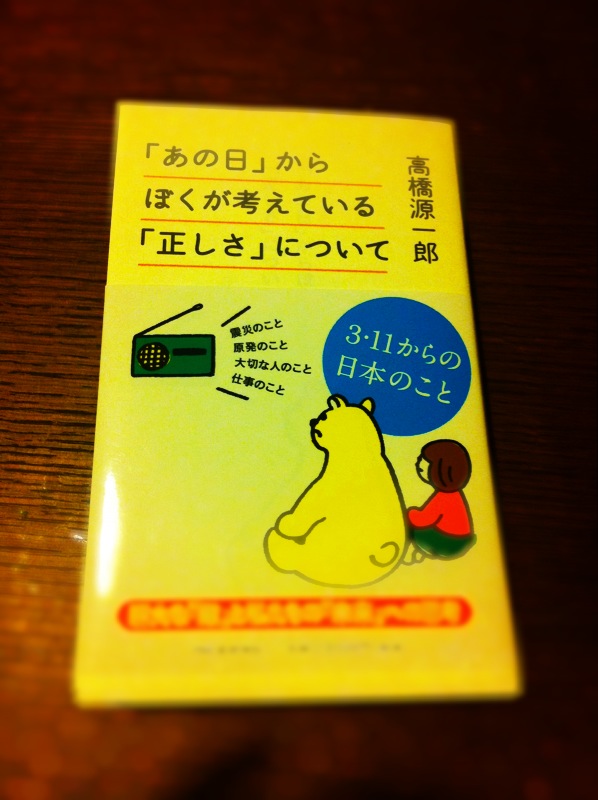 「あの日」から
ぼくが考えている
「正しさ」について
高橋源一郎
震災のこと
原発のこと
大切な人のこと
仕事のこと
3・11からの
日本のこと